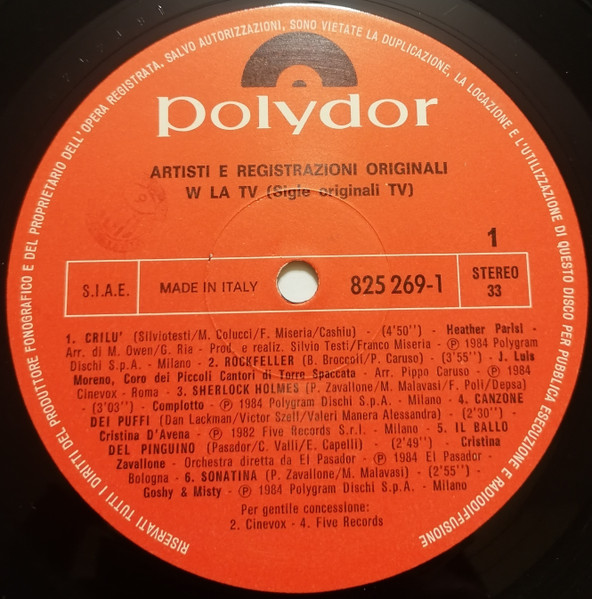 polydor
ARTISTI E REGISTRAZIONI ORIGINALI
W LA TV (Sigle originali TV)
1
S.I.A.E.
MADE IN ITALY
825 269-1
STEREO
33
1. CRILU' (Silviotesti/M. Colucci/F. Miseria/Cashiu) - (4'50'') - Heather Parisi -
Arr. di M. Owen/G. Ria - Prod. e realiz. Silvio Testi/Franco Miseria - ℗ 1984 Polygram
Dischi S.p.A. - Milano - 2. ROCKFELLER (B. Broccoli/P. Caruso) - (3'55'') - J. Luis
Moreno, Coro dei Piccoli Cantori di Torre Spaccata - Arr. Pippo Caruso - ℗ 1984
Cinevox - Roma - 3. SHERLOCK HOLMES (P. Zavallone/M. Malavasi/F. Poli/Depsa)
- (3'03'') - Complotto - ℗ 1984 Polygram Dischi S.p.A. - Milano - 4. CANZONE
DEI PUFFI (Dan Lackman/Victor Szell/Valeri Manera Alessandra) - (2'30'') -
Cristina D'Avena - ℗ 1982 Five Records S.r.l. - Milano - 5. IL BALLO
DEL PINGUINO (Pasador/C. Valli/E. Capelli) - (2'49'') - Cristina
Zavallone - Orchestra diretta da El Pasador - ℗ 1984 El Pasador -
Bologna - 6. SONATINA (P. Zavallone/M. Malavasi) - (2'55'') -
Goshy & Misty - ℗ 1984 Polygram Dischi S.p.A. - Milano
Per gentile concessione:
2. Cinevox - 4. Five Records
RISERVATI TUTTI I DIRITTI DEL PRODUTTORE FONOGRAFICO E DEL PROPRIETARIO DELL'OPERA REGISTRATA, SALVO AUTORIZZAZIONI, SONO VIETATE LA DUPLICAZIONE, LA LOCAZIONE E L'UTILIZZAZIONE DI QUESTO DISCO PER PUBBLICA ESECUZIONE E RADIODIFFUSIONE